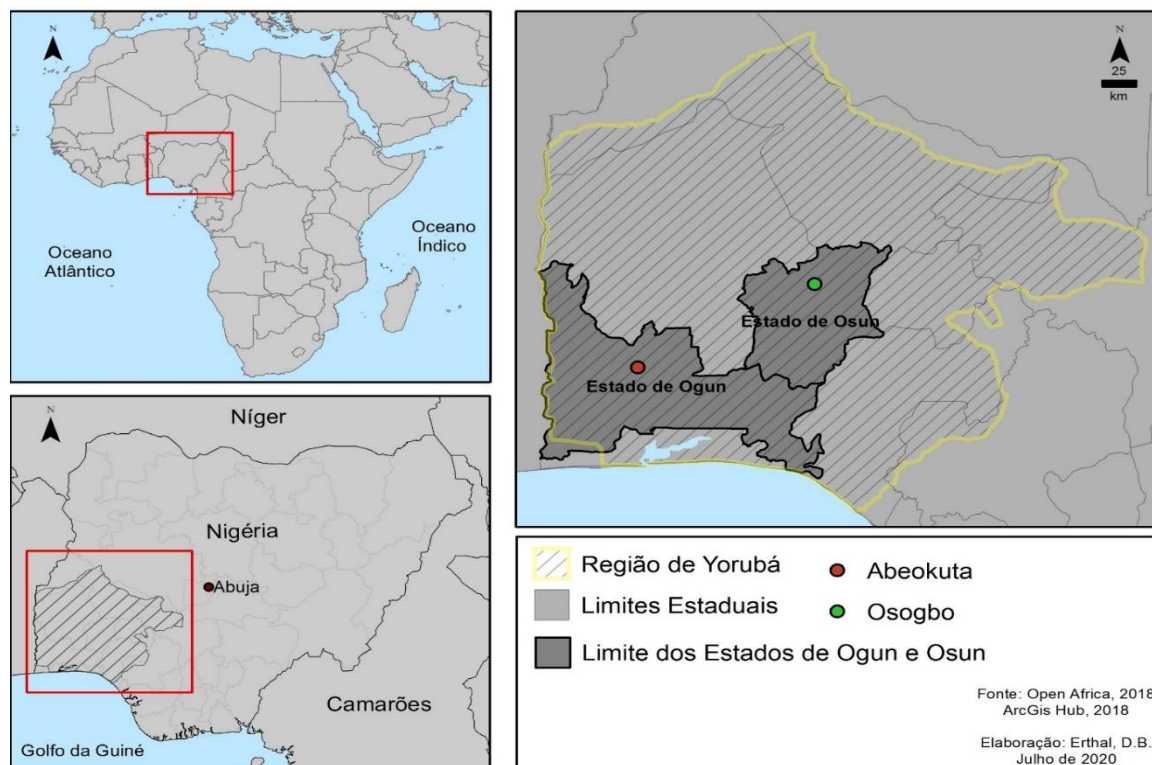 N
Oceano
Atlântico
Oceano
Índico
N
Níger
Nigéria
Abuja
Camarões
Golfo da Guiné
N
25
km
Estado de Osun
Estado de Ogun
Região de Yorubá
Abeokuta
Limites Estaduais
Osogbo
Limite dos Estados de Ogun e Osun
Fonte: Open Africa, 2018
ArcGis Hub, 2018
Elaboração: Erthal, D.B.
Julho de 2020